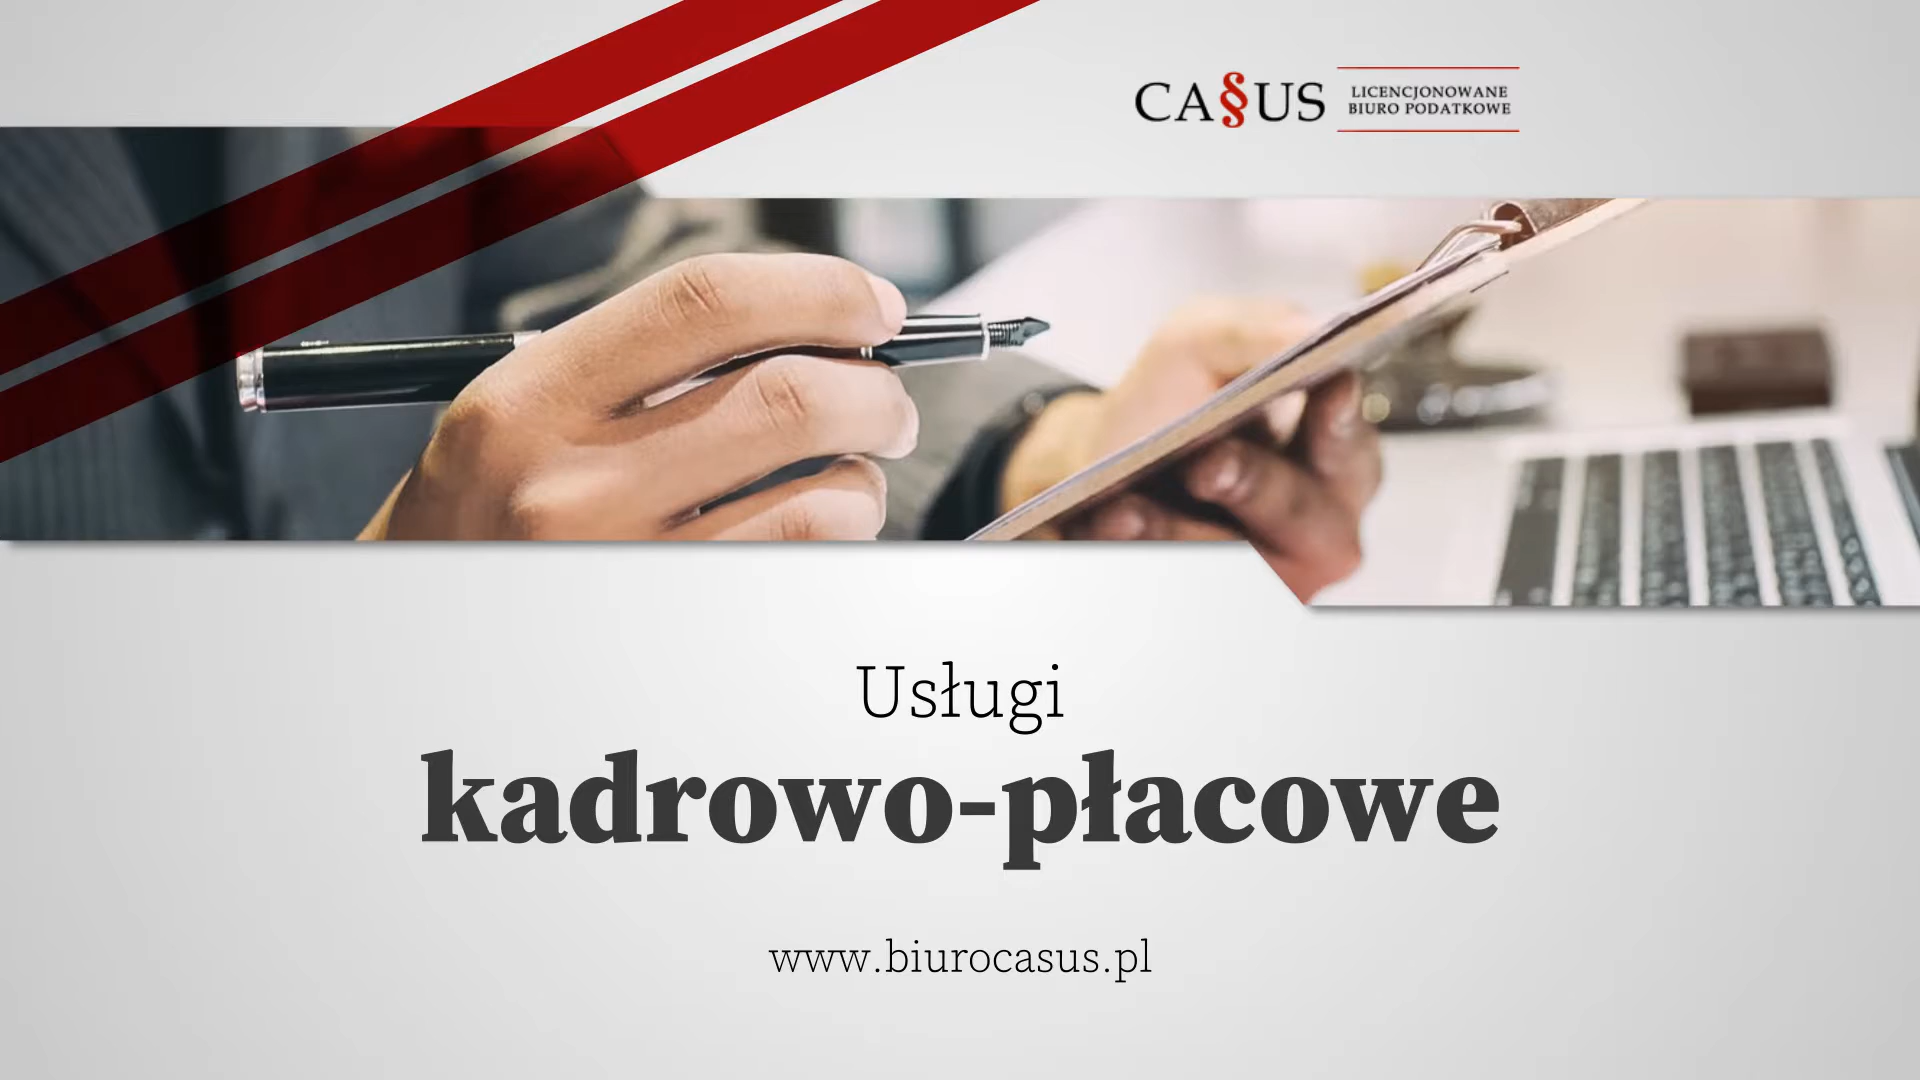 CA§US
LICENCJONOWANE
BIURO PODATKOWE
Usługi
kadrowo-płacowe
www.biurocasus.pl